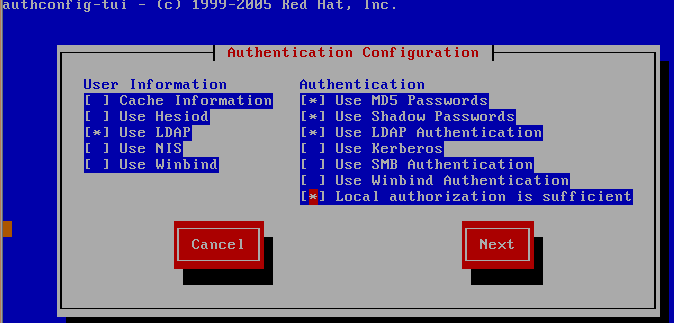 authconfig-tui - (c) 1999-2005 Red Hat, Inc.
Authentication Configuration
User Information
[ ] Cache Information
[ ] Use Hesiod
[*] Use LDAP
[ ] Use NIS
[ ] Use Winbind
Authentication
[*] Use MD5 Passwords
[*] Use Shadow Passwords
[*] Use LDAP Authentication
[ ] Use Kerberos
[ ] Use SMB Authentication
[ ] Use Winbind Authentication
[*] Local authorization is sufficient
Cancel
Next